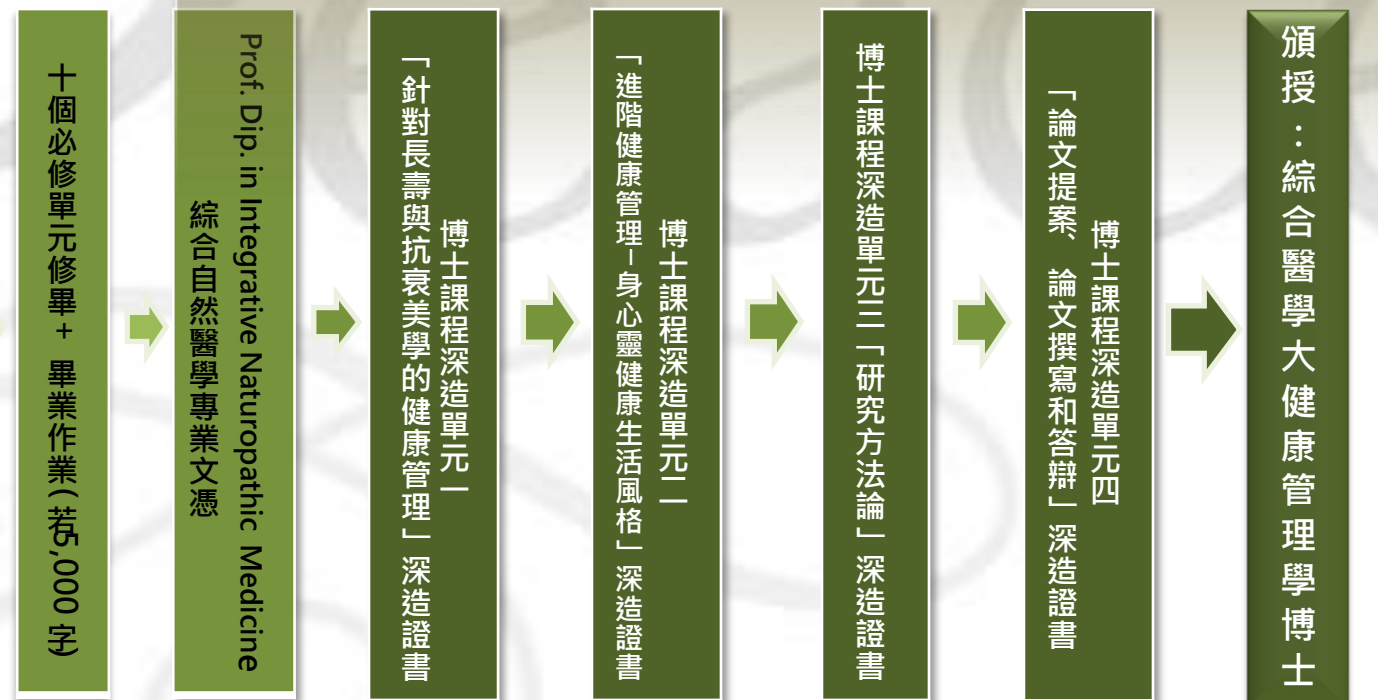 十個必修單元修畢+ 畢業作業(若5,000 字)
Prof. Dip. in Integrative Naturopathic Medicine
綜合自然醫學專業文憑
博士課程深造單元一
「針對長壽與抗衰美學的健康管理」深造證書
博士課程深造單元二
「進階健康管理-身心靈健康生活風格」深造證書
博士課程深造單元三「研究方法論」深造證書
博士課程深造單元四
「論文提案、論文撰寫和答辯」深造證書
頒授:綜合醫學大健康管理學博士